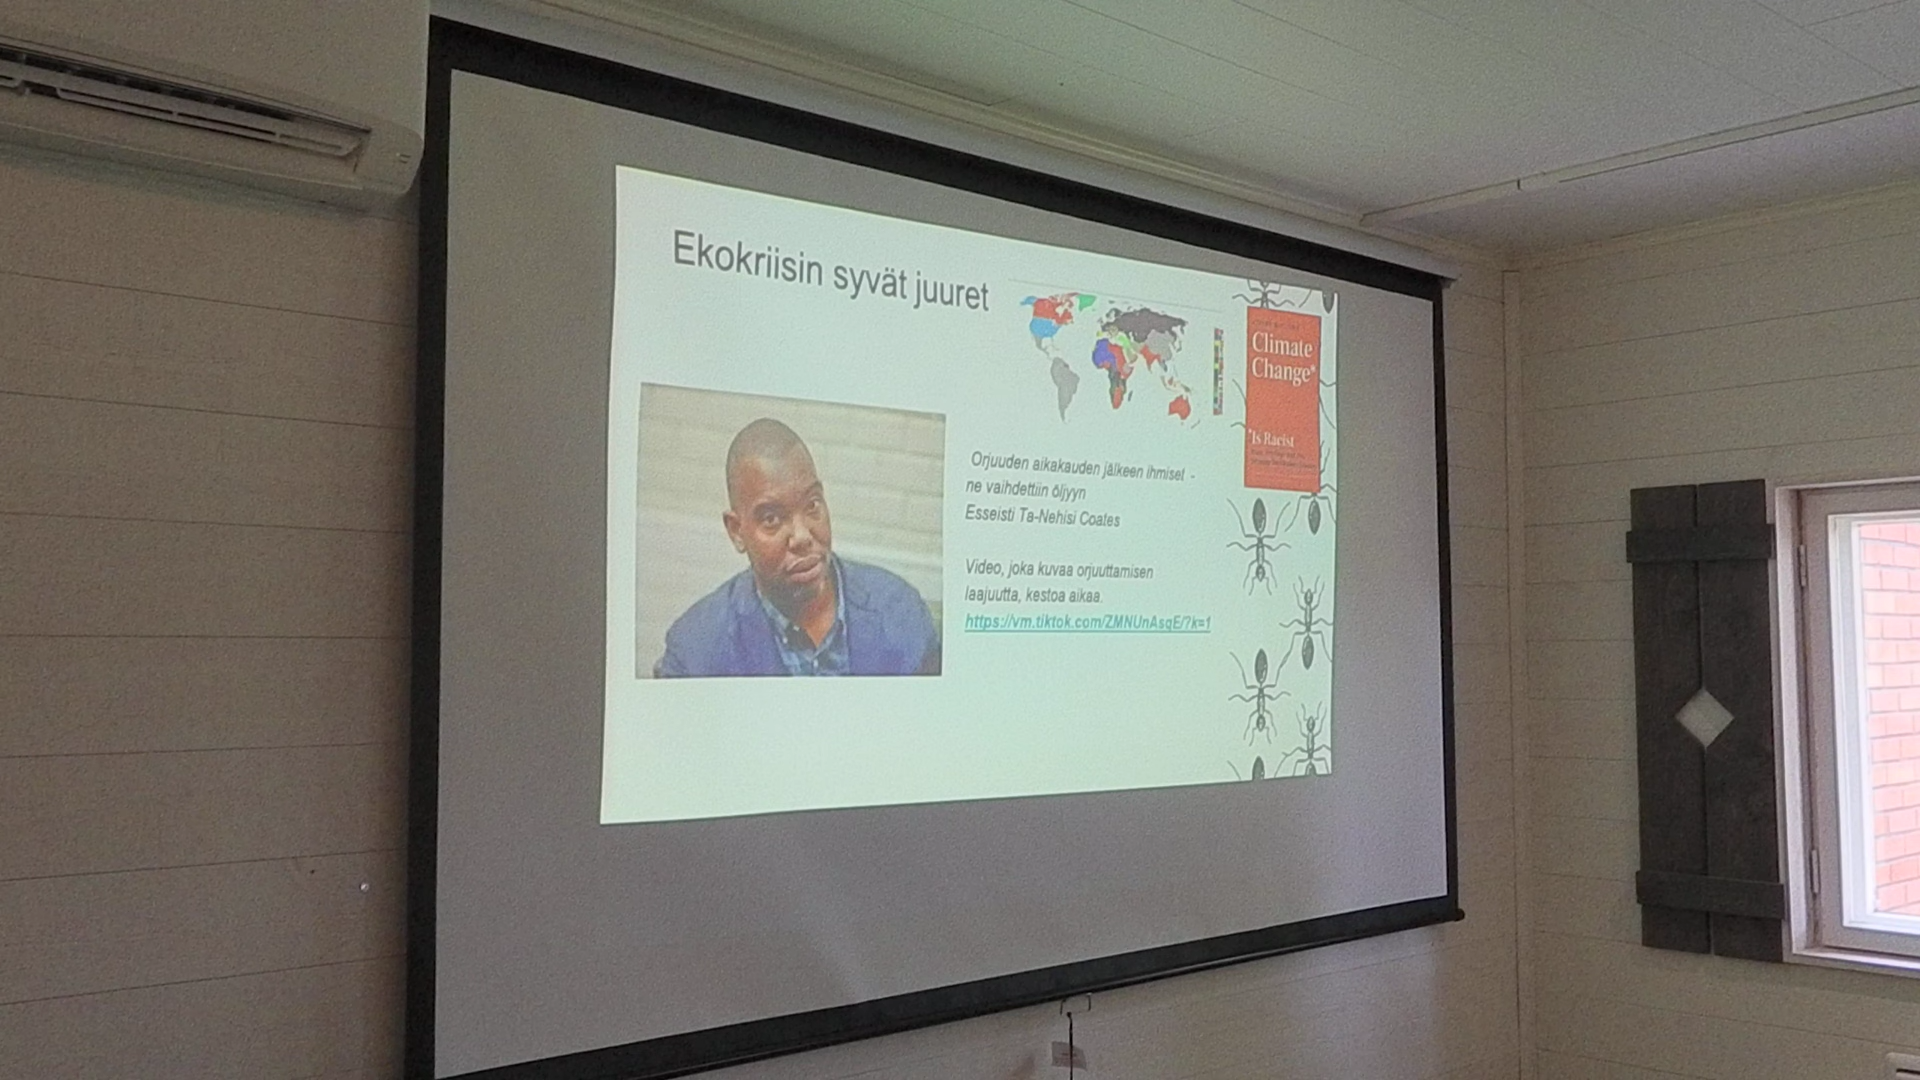 Ekokriisin syvät juuret
Climate
Change*
*Is Racist
Orjuuden aikakauden jälkeen ihmiset -
ne vaihdettiin öljyyn
Esseisti Ta-Nehisi Coates
Video, joka kuvaa orjuuttamisen
laajuutta, kestoa aikaa.
https://vm.tiktok.com/ZMNUnAsqE/?k=1